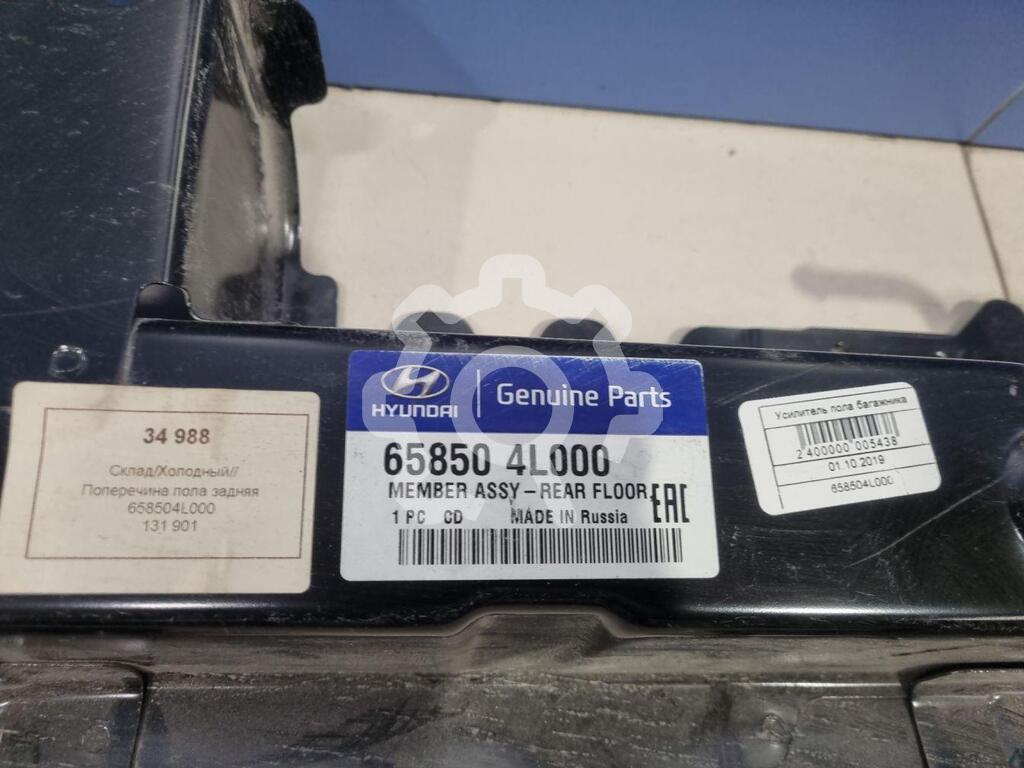 34 988
Склад/Холодный//
Поперечина пола задняя
658504L000
131 901
HYUNDAI
Genuine Parts
65850 4L000
MEMBER ASSY-REAR FLOOR
1 PC CD MADE IN Russia
EAC
Усилитель пола багажника
2 400000 005438
01.10.2019
658504L000